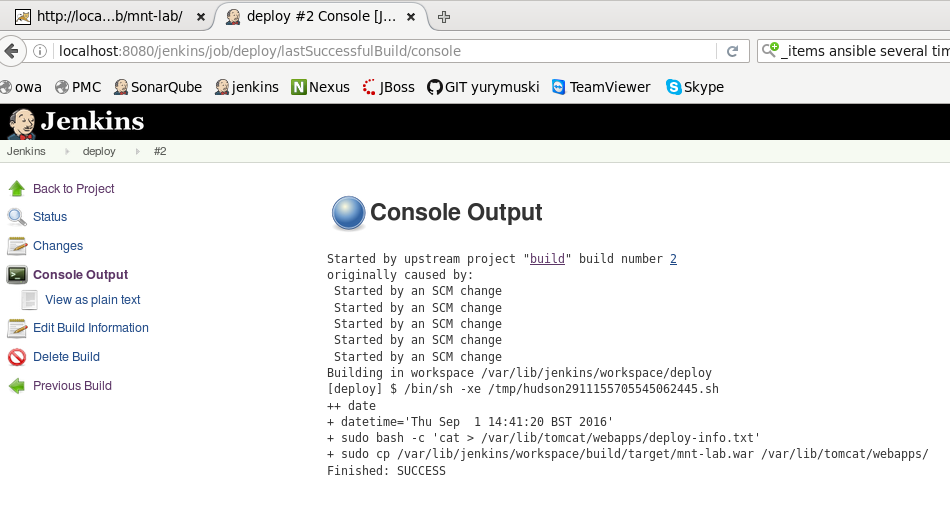 http://loca...b/mnt-lab/ × deploy #2 Console [J... ×
localhost:8080/jenkins/job/deploy/lastSuccessfulBuild/console _items ansible several tim
owa PMC SonarQube jenkins Nexus JBoss GIT yurymuski TeamViewer Skype
Jenkins
Jenkins deploy #2
Back to Project
Status
Changes
Console Output
View as plain text
Edit Build Information
Delete Build
Previous Build
Console Output
Started by upstream project "build" build number 2
originally caused by:
Started by an SCM change
Started by an SCM change
Started by an SCM change
Started by an SCM change
Started by an SCM change
Building in workspace /var/lib/jenkins/workspace/deploy
[deploy] $ /bin/sh -xe /tmp/hudson2911155705545062445.sh
++ date
+ datetime='Thu Sep  1 14:41:20 BST 2016'
+ sudo bash -c 'cat > /var/lib/tomcat/webapps/deploy-info.txt'
+ sudo cp /var/lib/jenkins/workspace/build/target/mnt-lab.war /var/lib/tomcat/webapps/
Finished: SUCCESS